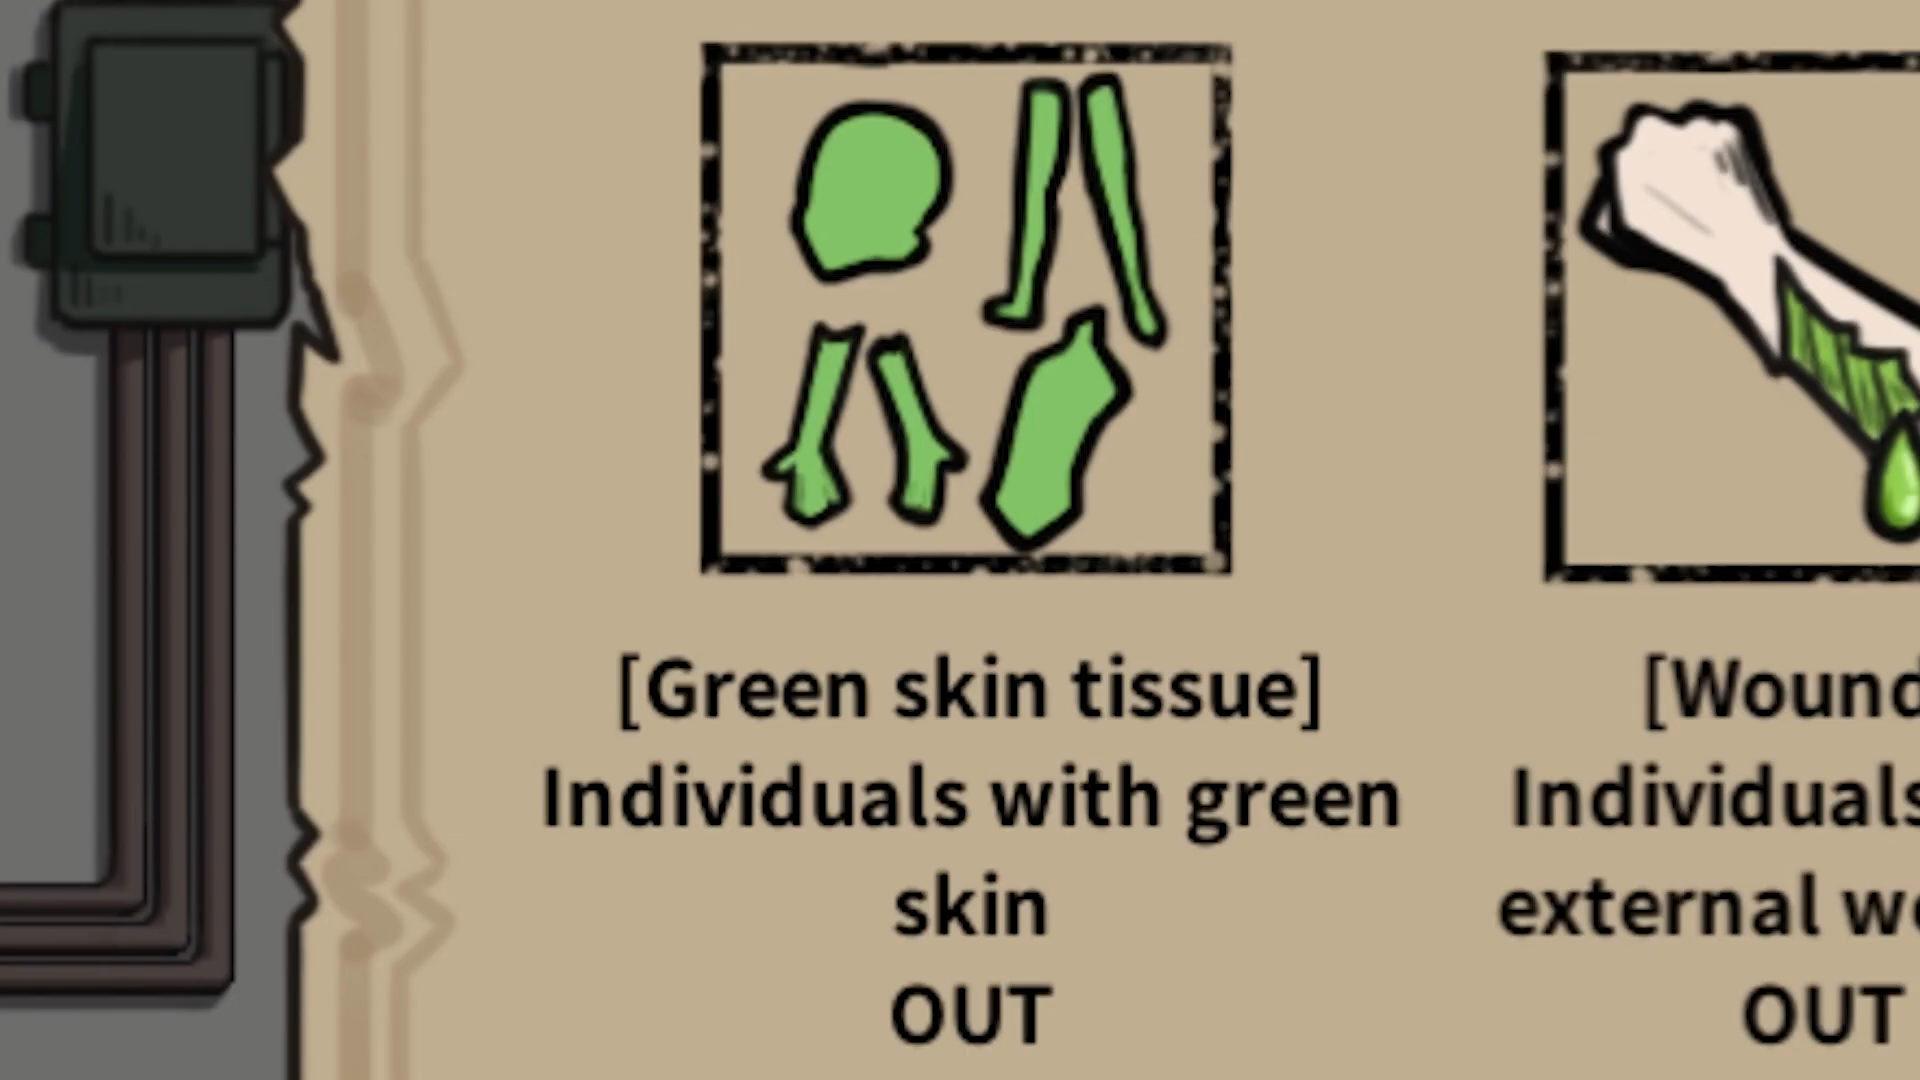 [Green skin tissue]
Individuals with green
skin
OUT
[Wound
Individuals
external
OUT